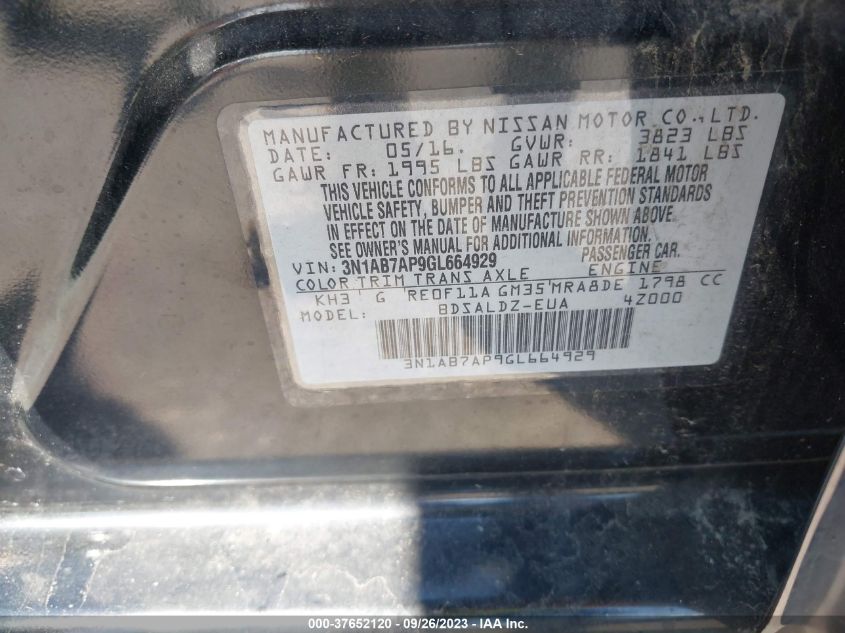 MANUFACTURED BY NISSAN MOTOR CO.,LTD.
DATE: 05/16. GVWR: 3823 LBS
GAWR FR: 1995 LBS GAWR RR: 1841 LBS
THIS VEHICLE CONFORMS TO ALL APPLICABLE FEDERAL MOTOR
VEHICLE SAFETY, BUMPER AND THEFT PREVENTION STANDARDS
IN EFFECT ON THE DATE OF MANUFACTURE SHOWN ABOVE.
SEE OWNER'S MANUAL FOR ADDITIONAL INFORMATION.
VIN: 3N1AB7AP9GL664929 PASSENGER CAR.
COLOR TRIM TRANS AXLE ENGINE
KH3 G RE0F11A GM35 MRA8DE 1798 CC
MODEL: BDSALDZ-EUA 4Z000
3N1AB7AP9GL664929
000-37652120 - 09/26/2023 - IAA Inc.